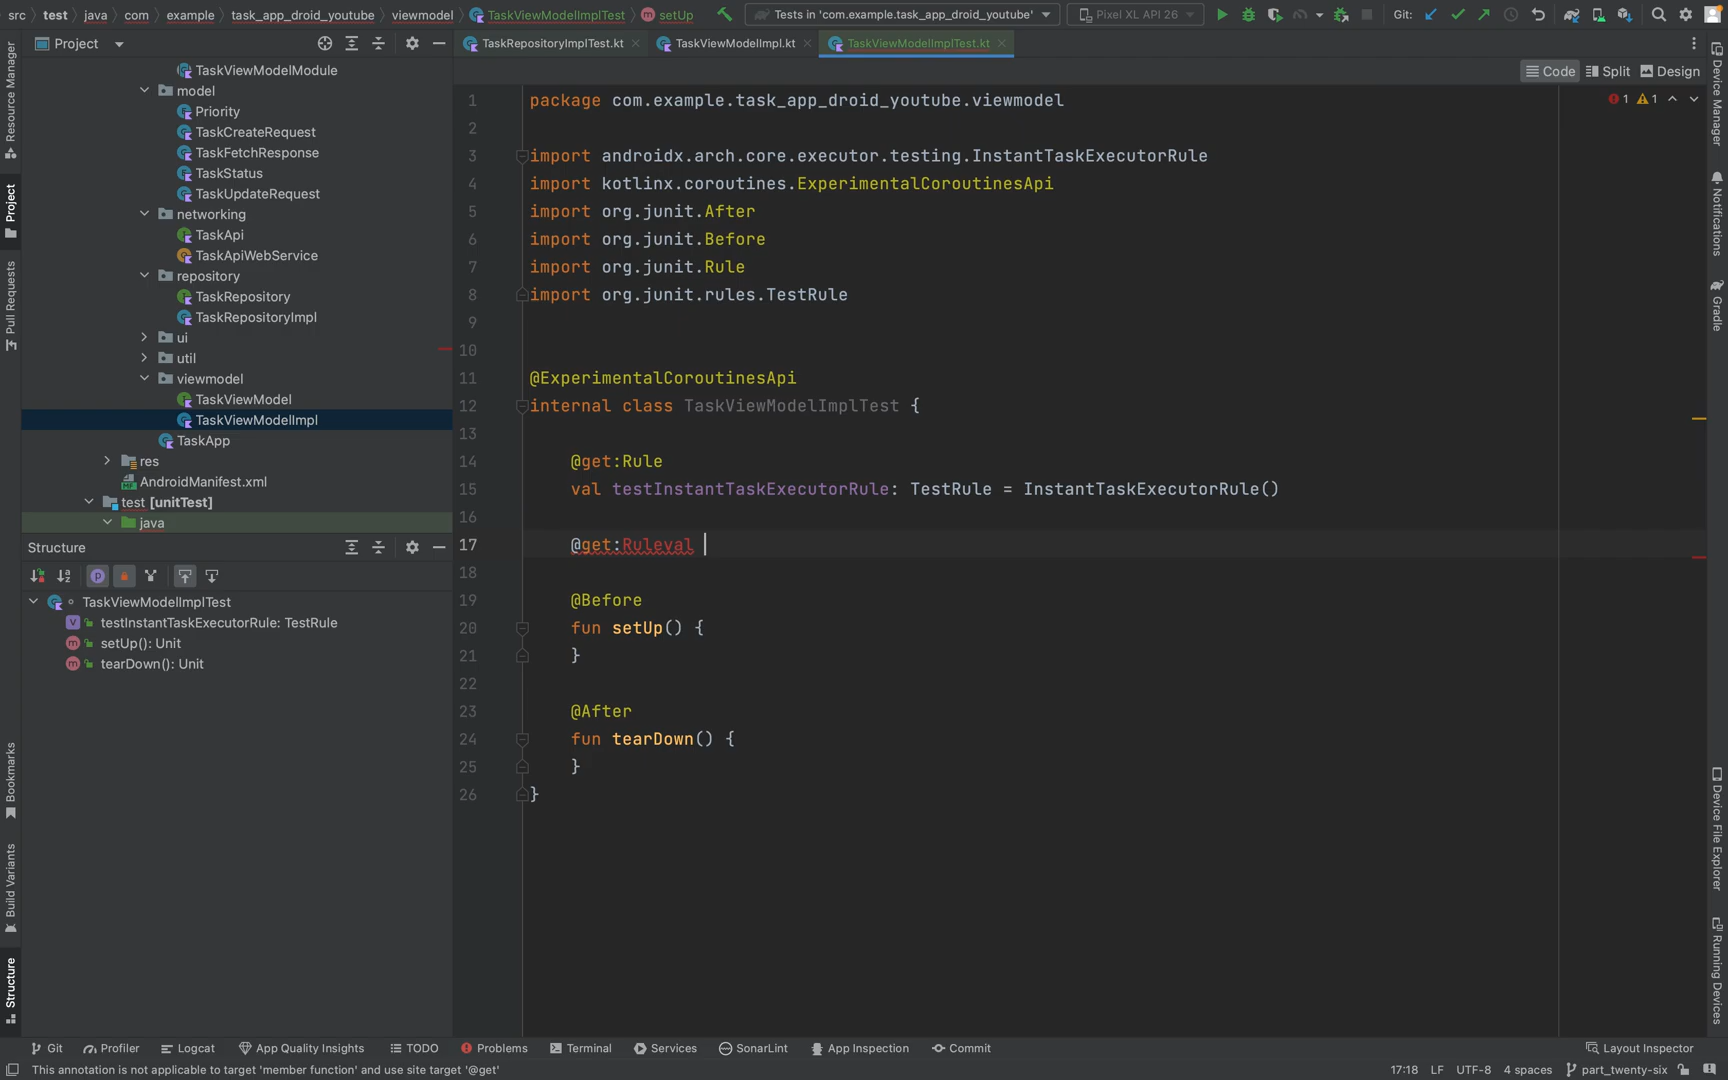 src test java com example task_app_droid_youtube viewmodel TaskViewModelImplTest setUp Tests in 'com.example.task_app_droid_youtube' Pixel XL API 26 Git:
Project
TaskRepositoryImplTest.kt TaskViewModelImpl.kt TaskViewModelImplTest.kt
Code Split Design
1 1
TaskViewModelModule
model
Priority
TaskCreateRequest
TaskFetchResponse
TaskStatus
TaskUpdateRequest
networking
TaskApi
TaskApiWebService
repository
TaskRepository
TaskRepositoryImpl
ui
util
viewmodel
TaskViewModel
TaskViewModelImpl
TaskApp
res
AndroidManifest.xml
test [unitTest]
java
Structure
TaskViewModelImplTest
testInstantTaskExecutorRule: TestRule
setUp(): Unit
tearDown(): Unit
1 package com.example.task_app_droid_youtube.viewmodel
2
3 import androidx.arch.core.executor.testing.InstantTaskExecutorRule
4 import kotlinx.coroutines.ExperimentalCoroutinesApi
5 import org.junit.After
6 import org.junit.Before
7 import org.junit.Rule
8 import org.junit.rules.TestRule
9
10
11 @ExperimentalCoroutinesApi
12 internal class TaskViewModelImplTest {
13
14 @get:Rule
15 val testInstantTaskExecutorRule: TestRule = InstantTaskExecutorRule()
16
17 @get:Ruleval
18
19 @Before
20 fun setUp() {
21 }
22
23 @After
24 fun tearDown() {
25 }
26 }
Resource Manager
Project
Pull Requests
Bookmarks
Build Variants
Structure
Device Manager
Notifications
Gradle
Device File Explorer
Running Devices
Git Profiler Logcat App Quality Insights TODO Problems Terminal Services SonarLint App Inspection Commit Layout Inspector
This annotation is not applicable to target 'member function' and use site target '@get' 17:18 LF UTF-8 4 spaces part_twenty-six